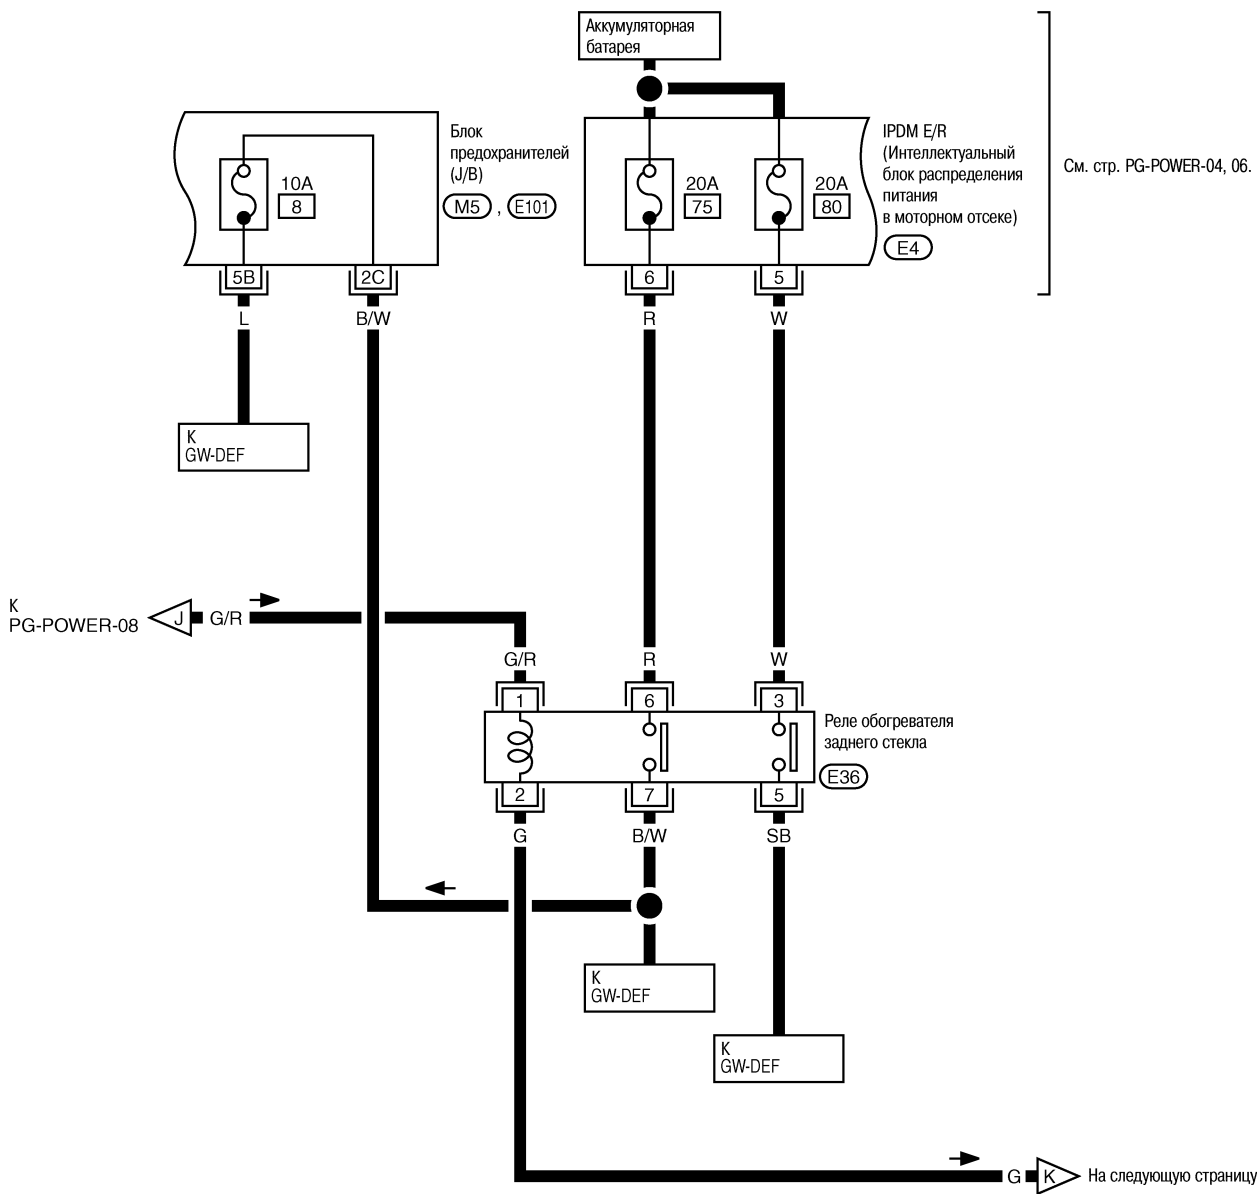 Аккумуляторная
батарея
Блок
предохранителей
(J/B)
M5 , E101
10A
8
20A
75
20A
80
IPDM E/R
(Интеллектуальный
блок распределения
питания
в моторном отсеке)
E4
См. стр. PG-POWER-04, 06.
5B
2C
6
5
L
B/W
R
W
К
GW-DEF
К
PG-POWER-08
J
G/R
G/R
R
W
1
6
3
Реле обогревателя
заднего стекла
E36
2
7
5
G
B/W
SB
К
GW-DEF
К
GW-DEF
G
K
На следующую страницу